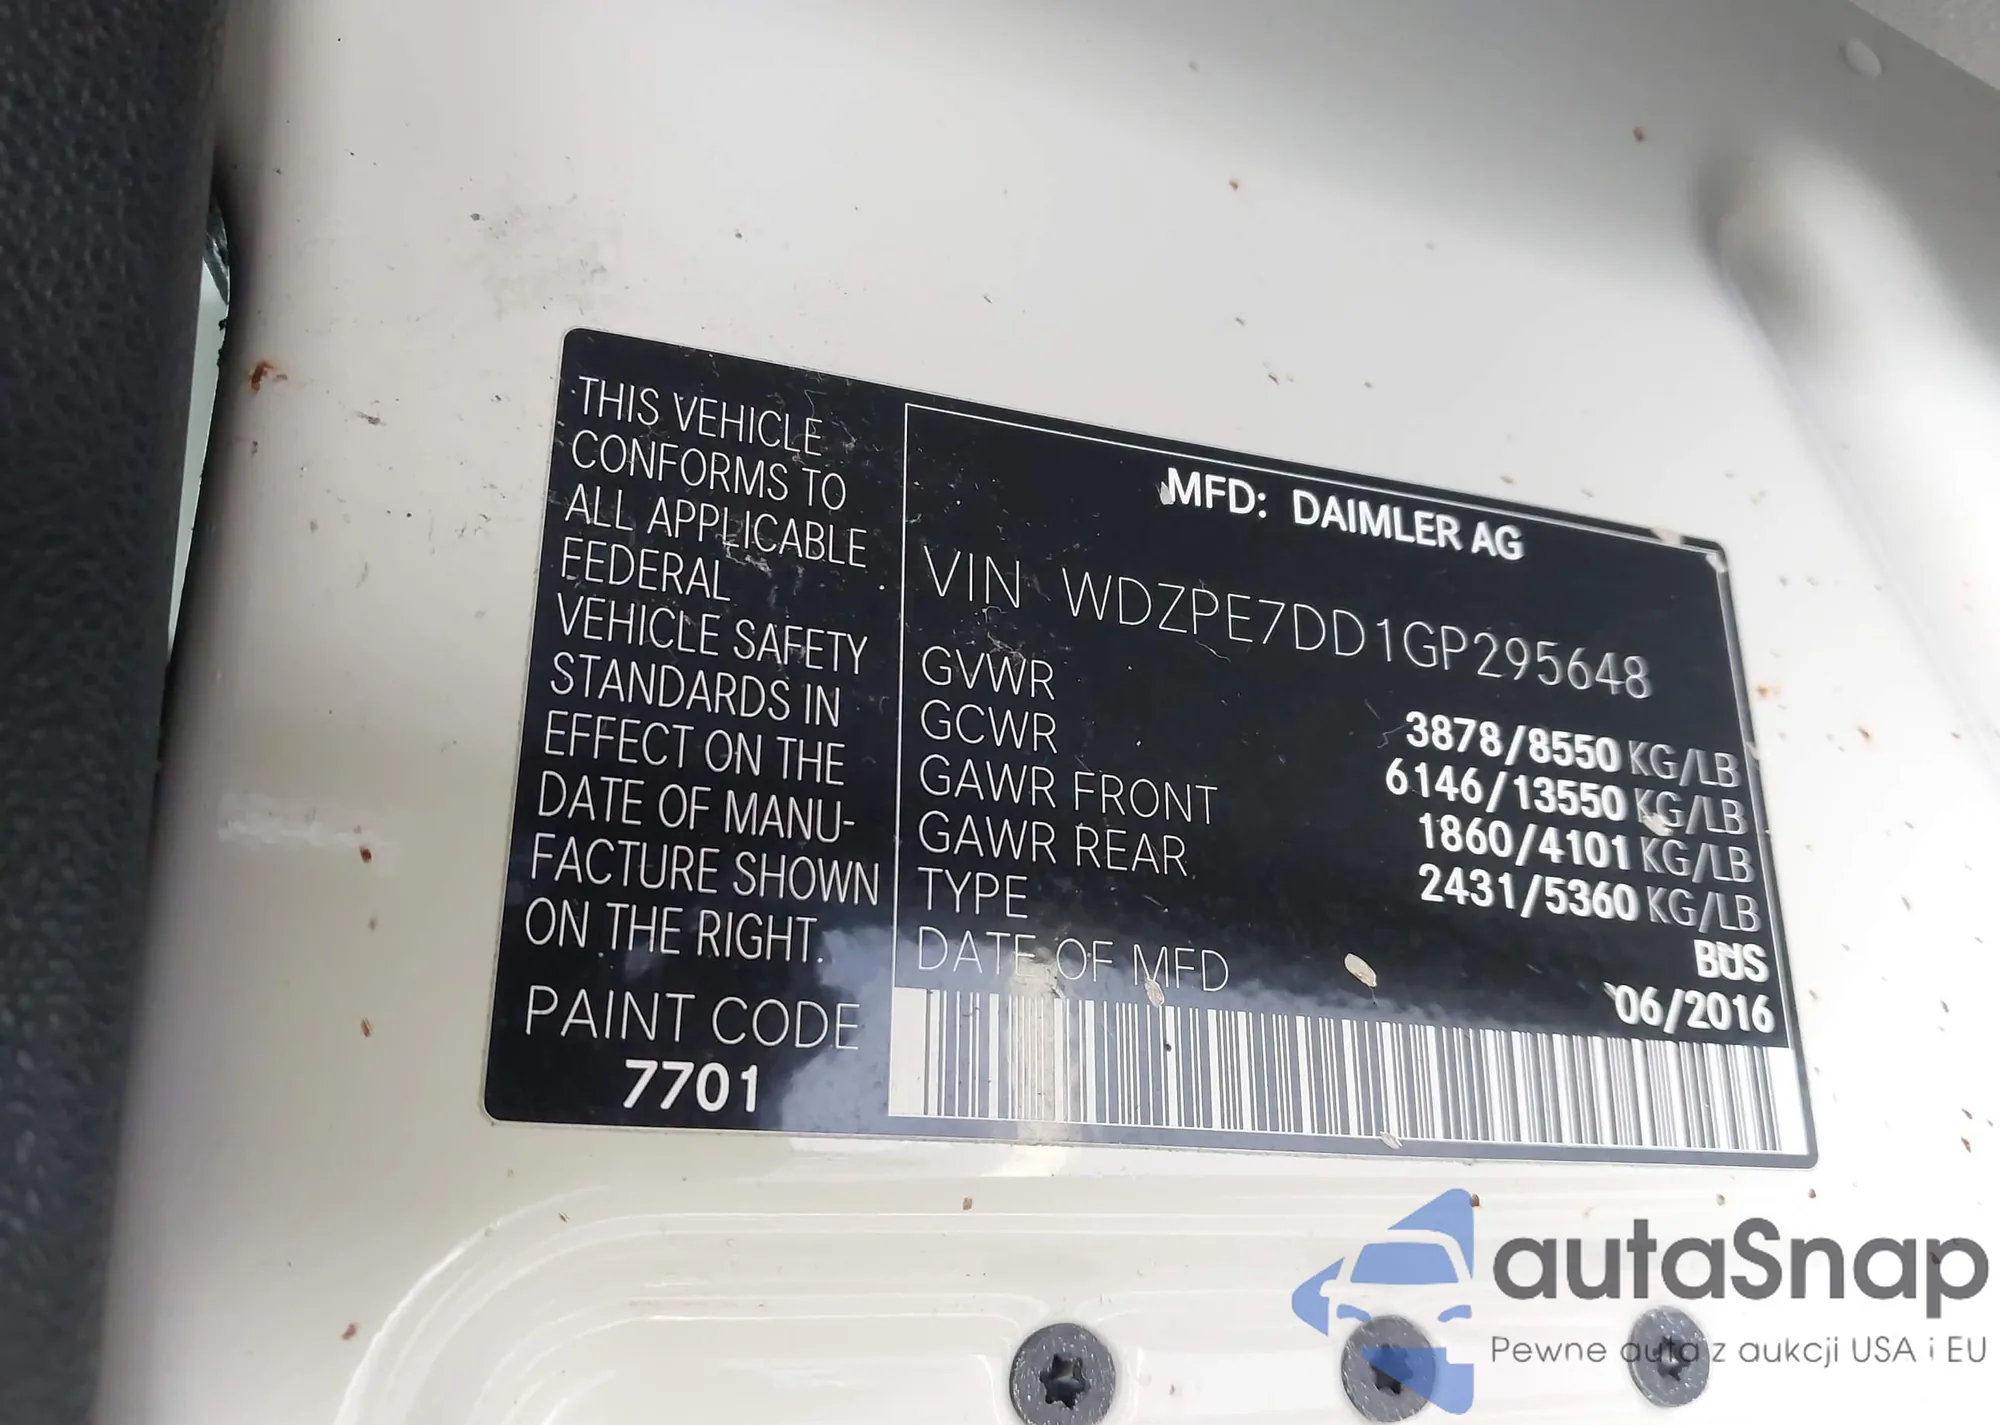 THIS VEHICLE
CONFORMS TO
ALL APPLICABLE
FEDERAL
VEHICLE SAFETY
STANDARDS IN
EFFECT ON THE
DATE OF MANU-
FACTURE SHOWN
ON THE RIGHT.
PAINT CODE
7701
MFD: DAIMLER AG
VIN WDZPE7DD1GP295648
GVWR 3878/8550 KG/LB
GCWR 6146/13550 KG/LB
GAWR FRONT 1860/4101 KG/LB
GAWR REAR 2431/5360 KG/LB
TYPE BUS
DATE OF MFD 06/2016
autaSnap
Pewne auta z aukcji USA i EU